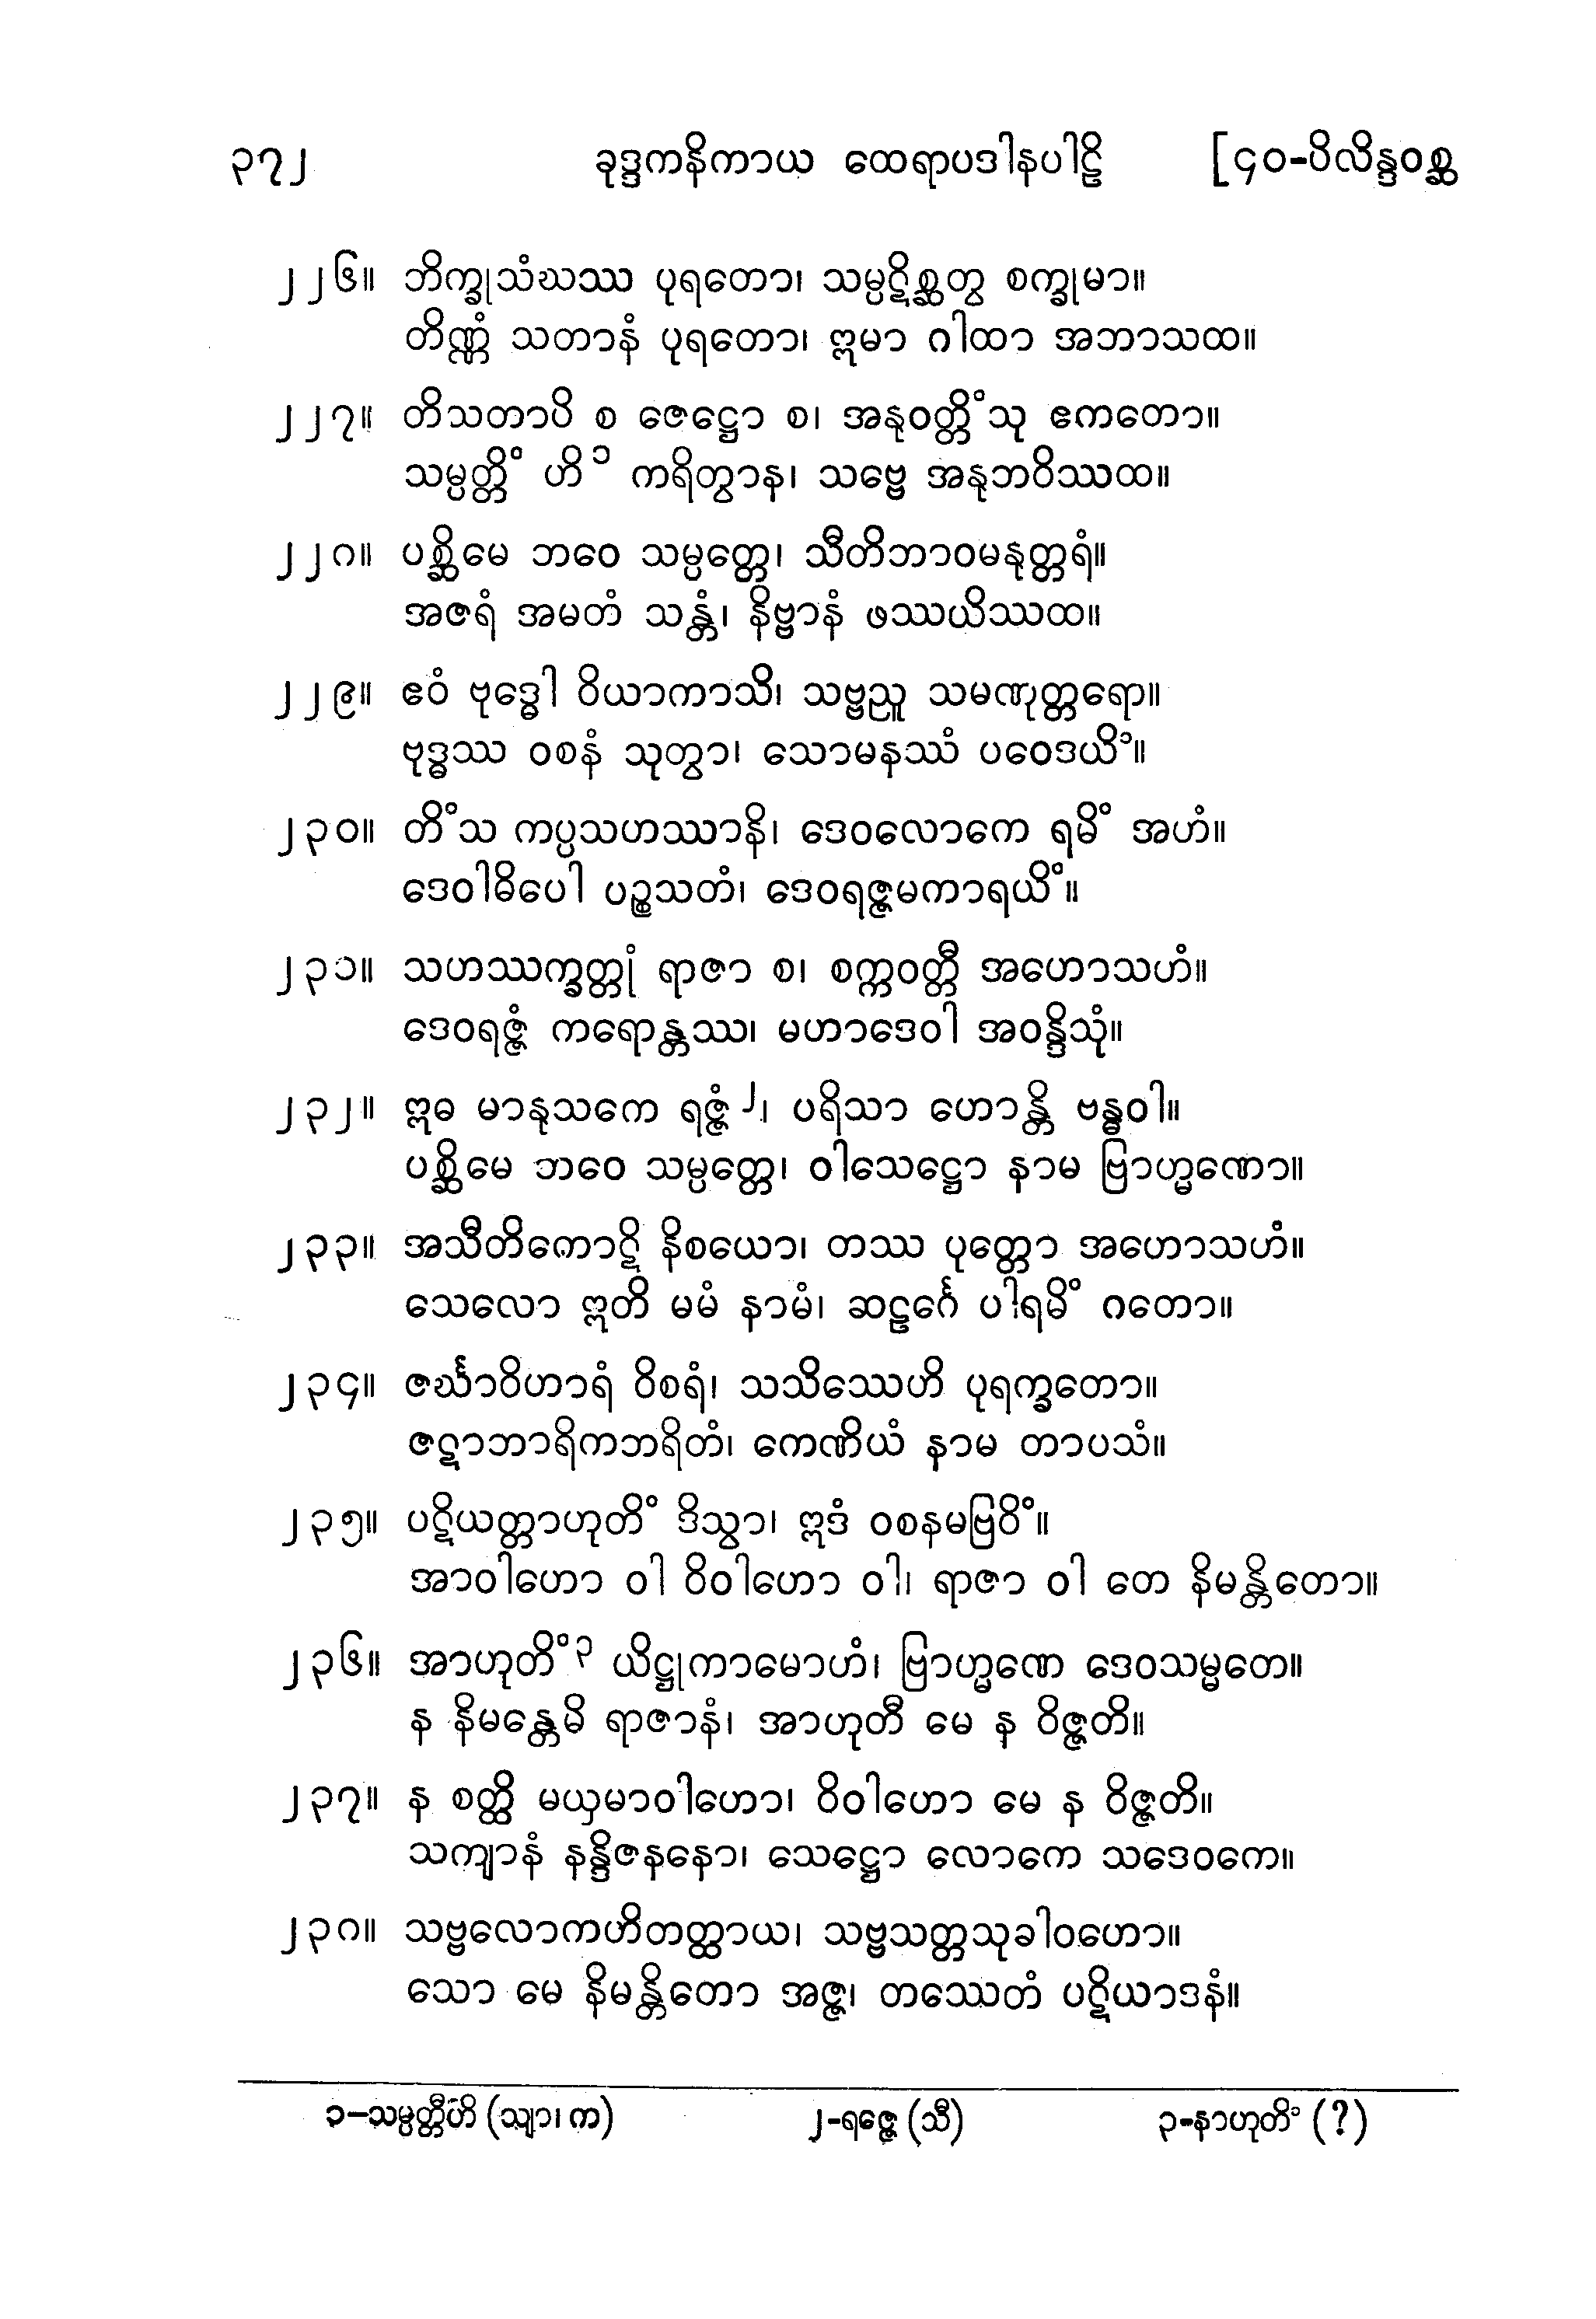 ၃၇၂ ခုဒ္ဒကနိကာယ ထေရာပဒါနပါဠိ [၄၀-ပိလိန္ဒဝစ္ဆ
၂၂၆။ ဘိက္ခုသံဃဿ ပုရတော၊ သမ္ပဋိစ္ဆတွ စက္ခုမာ။
တိဏ္ဏံ သတာနံ ပုရတော၊ ဣမာ ဂါထာ အဘာသထ။
၂၂၇။ တိသတာပိ စ ဇေဋ္ဌော စ၊ အနုဝတ္တိံသု ဧကတော။
သမ္ပတ္တိံ ဟိ ၁ ကရိတွာန၊ သဗ္ဗေ အနုဘဝိဿထ။
၂၂၈။ ပစ္ဆိမေ ဘဝေ သမ္ပတ္တေ၊ သီတိဘာဝမနုတ္တရံ။
အဇရံ အမတံ သန္တံ၊ နိဗ္ဗာနံ ဖဿယိဿထ။
၂၂၉။ ဧဝံ ဗုဒ္ဓေါ ဝိယာကာသိ၊ သဗ္ဗညူ သမဏုတ္တရော။
ဗုဒ္ဓဿ ဝစနံ သုတွာ၊ သောမနဿံ ပဝေဒယိံ။
၂၃၀။ တိံသ ကပ္ပသဟဿာနိ၊ ဒေဝလောကေ ရမိံ အဟံ။
ဒေဝါဓိပေါ ပဉ္စသတံ၊ ဒေဝရဇ္ဇမကာရယိံ။
၂၃၁။ သဟဿက္ခတ္တုံ ရာဇာ စ၊ စက္ကဝတ္တီ အဟောသဟံ။
ဒေဝရဇ္ဇံ ကရောန္တဿ၊ မဟာဒေဝါ အဝန္ဒိသုံ။
၂၃၂။ ဣဓ မာနုသကေ ရဇ္ဇံ ၂၊ ပရိသာ ဟောန္တိ ဗန္ဓဝါ။
ပစ္ဆိမေ ဘဝေ သမ္ပတ္တေ၊ ဝါသေဋ္ဌော နာမ ဗြာဟ္မဏော။
၂၃၃။ အသီတိကောဋိ နိစယော၊ တဿ ပုတ္တော အဟောသဟံ။
သေလော ဣတိ မမံ နာမံ၊ ဆဠင်္ဂေ ပါရမိံ ဂတော။
၂၃၄။ ဇင်္ဃာဝိဟာရံ ဝိစရံ၊ သသိဿေဟိ ပုရက္ခတော။
ဇဋာဘာရိကဘရိတံ၊ ကေဏိယံ နာမ တာပသံ။
၂၃၅။ ပဋိယတ္တာဟုတိံ ဒိသွာ၊ ဣဒံ ဝစနမဗြဝိံ။
အာဝါဟော ဝါ ဝိဝါဟော ဝါ၊ ရာဇာ ဝါ တေ နိမန္တိတော။
၂၃၆။ အာဟုတိံ ၃ ယိဋ္ဌုကာမောဟံ၊ ဗြာဟ္မဏေ ဒေဝသမ္မတေ။
န နိမန္တေမိ ရာဇာနံ၊ အာဟုတီ မေ န ဝိဇ္ဇတိ။
၂၃၇။ န စတ္ထိ မယှမာဝါဟော၊ ဝိဝါဟော မေ န ဝိဇ္ဇတိ။
သကျာနံ နန္ဒိဇနနော၊ သေဋ္ဌော လောကေ သဒေဝကေ။
၂၃၈။ သဗ္ဗလောကဟိတတ္ထာယ၊ သဗ္ဗသတ္တသုခါဝဟော။
သော မေ နိမန္တိတော အဇ္ဇ၊ တဿေတံ ပဋိယာဒနံ။
၁-သမ္ပတ္တီဟိ (သျာ၊ က) ၂-ရဇ္ဇေ (သီ) ၃-နာဟုတိံ (?)